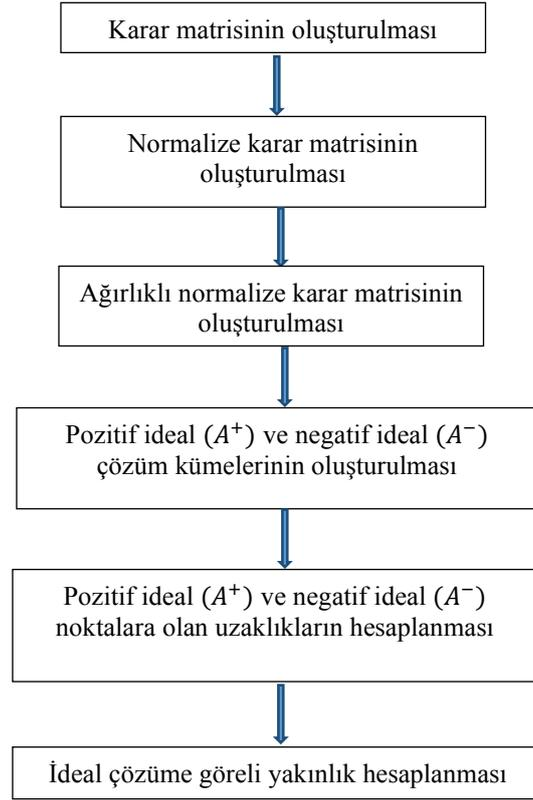 Karar matrisinin oluşturulması
Normalize karar matrisinin
oluşturulması
Ağırlıklı normalize karar matrisinin
oluşturulması
Pozitif ideal (A⁺) ve negatif ideal (A⁻)
çözüm kümelerinin oluşturulması
Pozitif ideal (A⁺) ve negatif ideal (A⁻)
noktalara olan uzaklıkların hesaplanması
İdeal çözüme göreli yakınlık hesaplanması